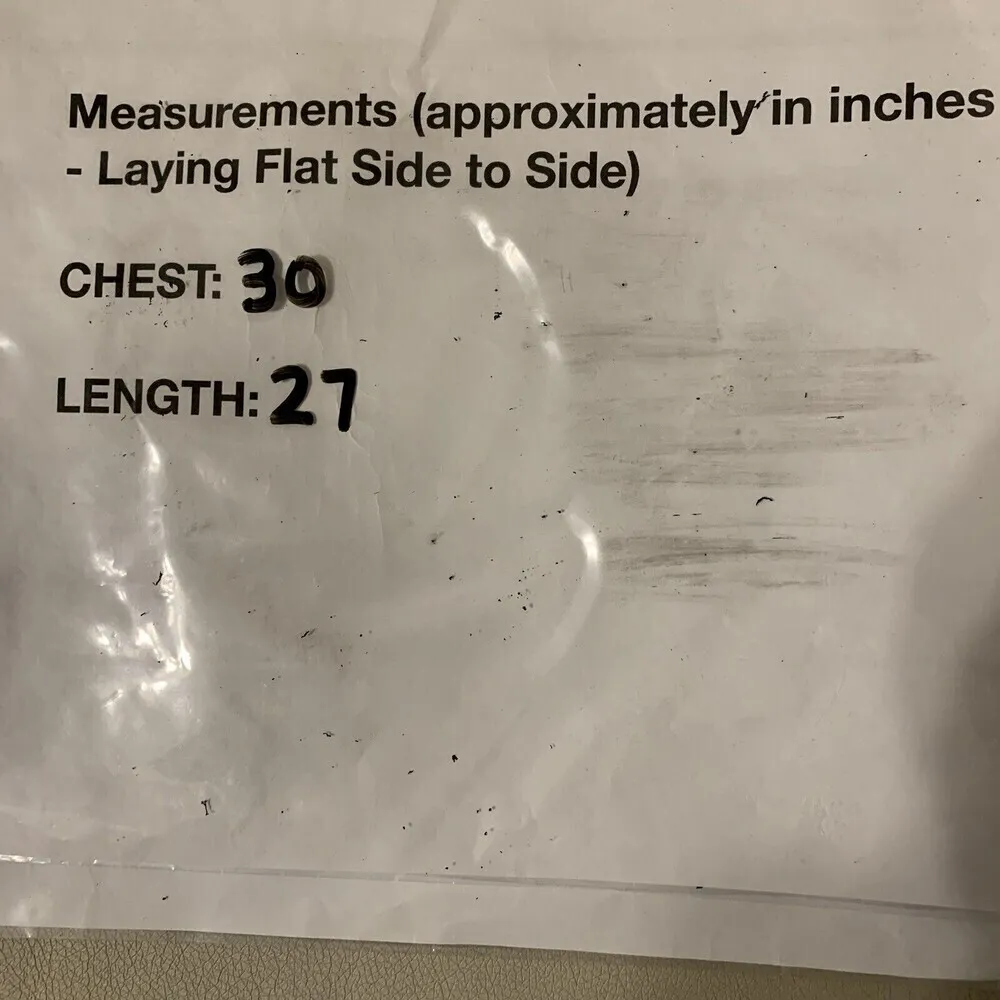 Measurements (approximately in inches
- Laying Flat Side to Side)
CHEST: 30
LENGTH: 27